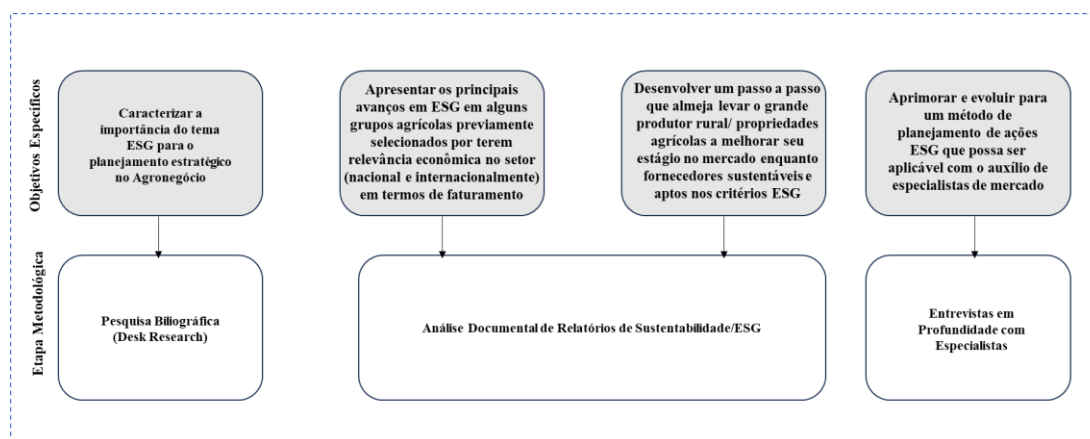 Objetivos Específicos
Caracterizar a
importância do tema
ESG para o
planejamento estratégico
no Agronegócio
Apresentar os principais
avanços em ESG em alguns
grupos agrícolas previamente
selecionados por terem
relevância econômica no setor
(nacional e internacionalmente)
em termos de faturamento
Desenvolver um passo a passo
que almeja levar o grande
produtor rural/ propriedades
agrícolas a melhorar seu
estágio no mercado enquanto
fornecedores sustentáveis e
aptos nos critérios ESG
Aprimorar e evoluir para
um método de
planejamento de ações
ESG que possa ser
aplicável com o auxílio de
especialistas de mercado
Etapa Metodológica
Pesquisa Biliográfica
(Desk Research)
Análise Documental de Relatórios de Sustentabilidade/ESG
Entrevistas em
Profundidade com
Especialistas